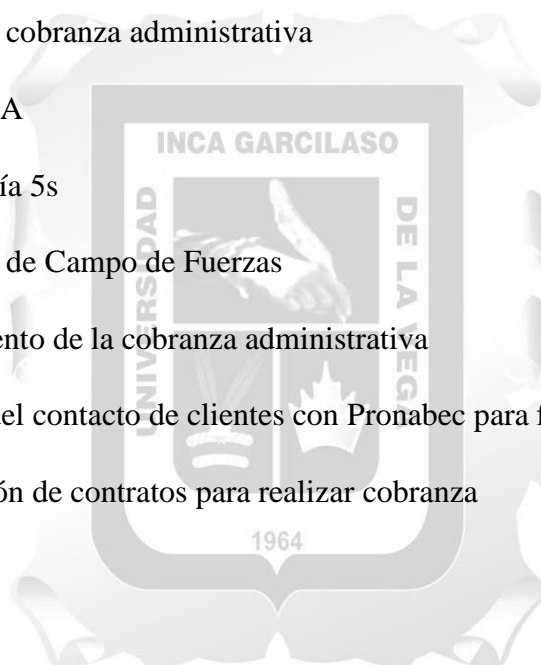 cobranza administrativa
A
ía 5s
de Campo de Fuerzas
ento de la cobranza administrativa
el contacto de clientes con Pronabec para f
ón de contratos para realizar cobranza
INCA GARCILASO
UNIVERSIDAD
DE LA VEGA
1964